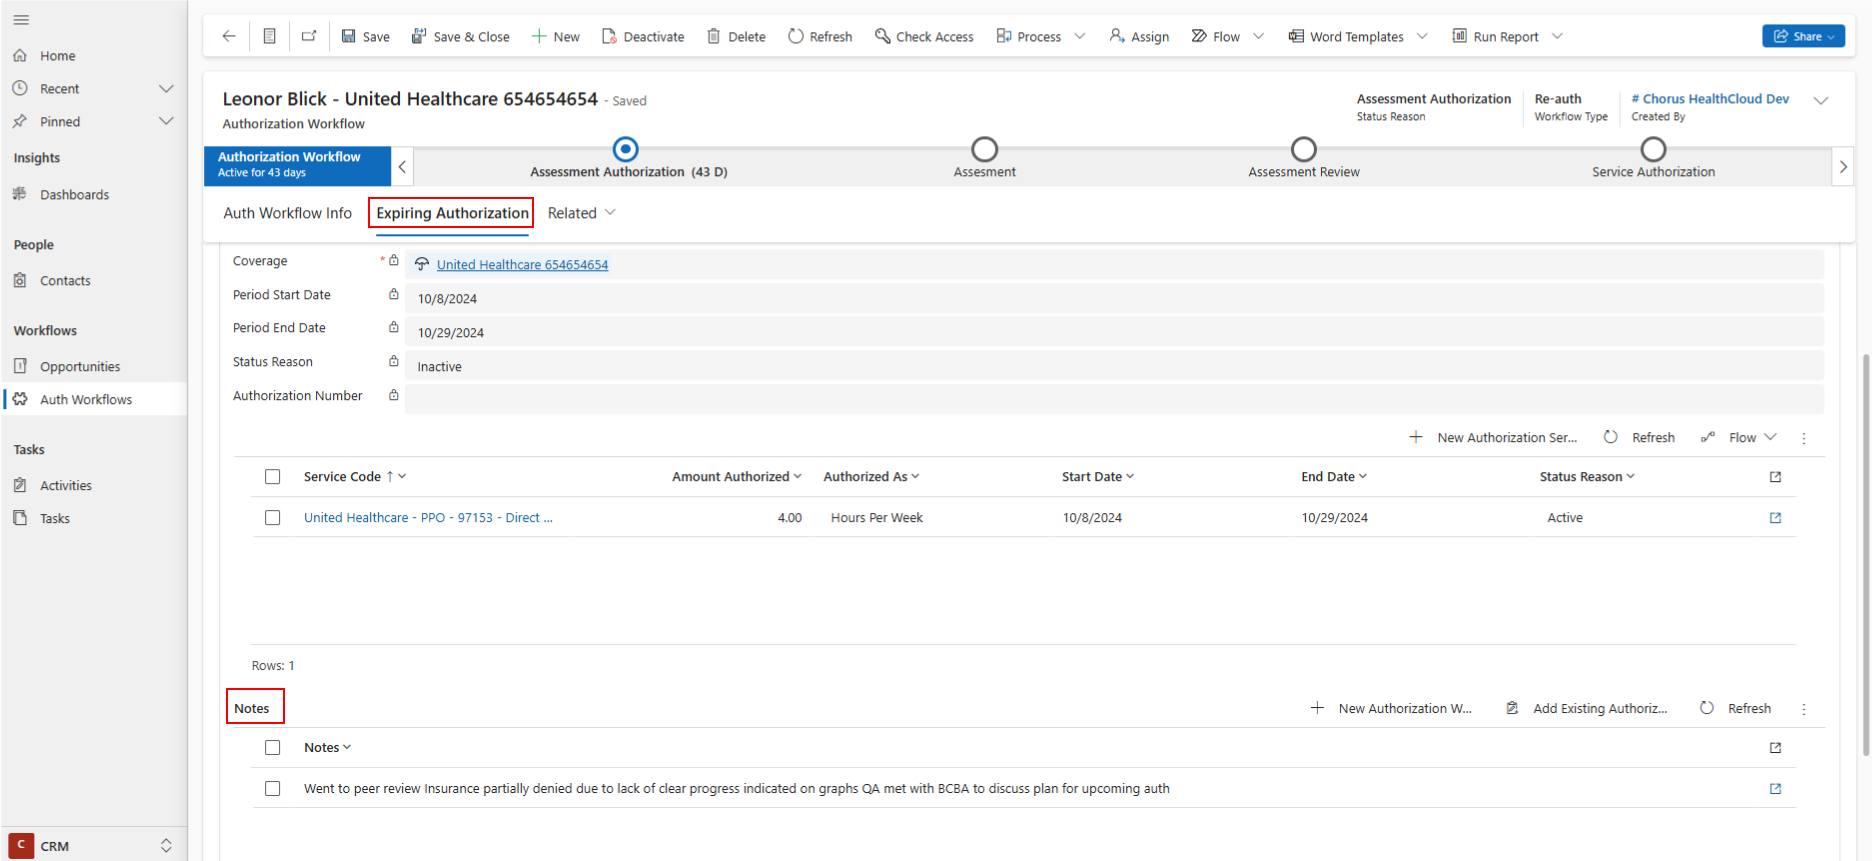 Home
Recent
Pinned
Insights
Dashboards
People
Contacts
Workflows
Opportunities
Auth Workflows
Tasks
Activities
Tasks
C CRM
Save Save & Close New Deactivate Delete Refresh Check Access Process Assign Flow Word Templates Run Report Share
Leonor Blick - United Healthcare 654654654 - Saved
Authorization Workflow
Assessment Authorization
Status Reason
Re-auth
Workflow Type
# Chorus HealthCloud Dev
Created By
Authorization Workflow
Active for 43 days
Assessment Authorization (43 D) Assesment Assessment Review Service Authorization
Auth Workflow Info Expiring Authorization Related
Coverage * United Healthcare 654654654
Period Start Date 10/8/2024
Period End Date 10/29/2024
Status Reason Inactive
Authorization Number
New Authorization Ser... Refresh Flow
Service Code ↑ Amount Authorized Authorized As Start Date End Date Status Reason
United Healthcare - PPO - 97153 - Direct ... 4.00 Hours Per Week 10/8/2024 10/29/2024 Active
Rows: 1
Notes New Authorization W... Add Existing Authoriz... Refresh
Notes
Went to peer review Insurance partially denied due to lack of clear progress indicated on graphs QA met with BCBA to discuss plan for upcoming auth